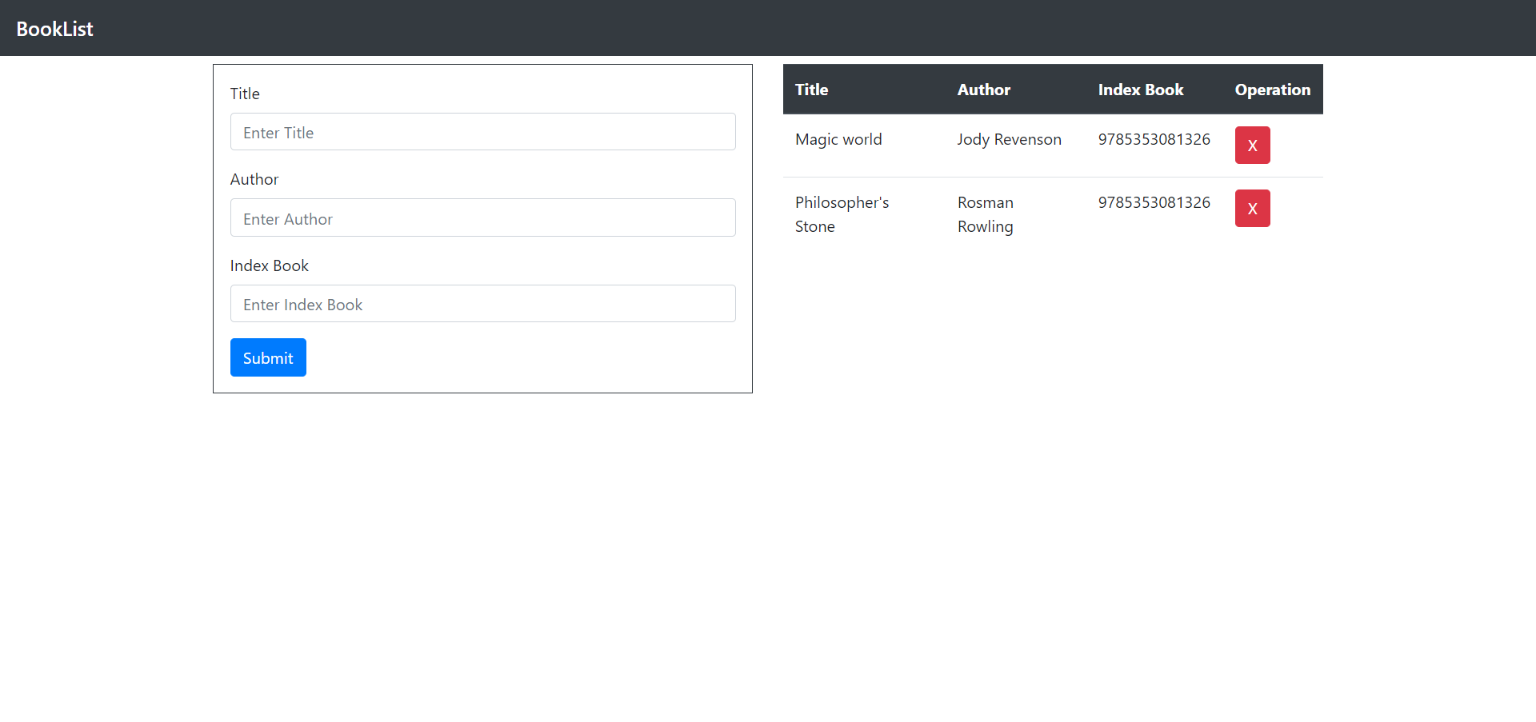 BookList
Title
Enter Title
Author
Enter Author
Index Book
Enter Index Book
Submit
Title Author Index Book Operation
Magic world Jody Revenson 9785353081326 X
Philosopher's Rosman 9785353081326 X
Stone Rowling